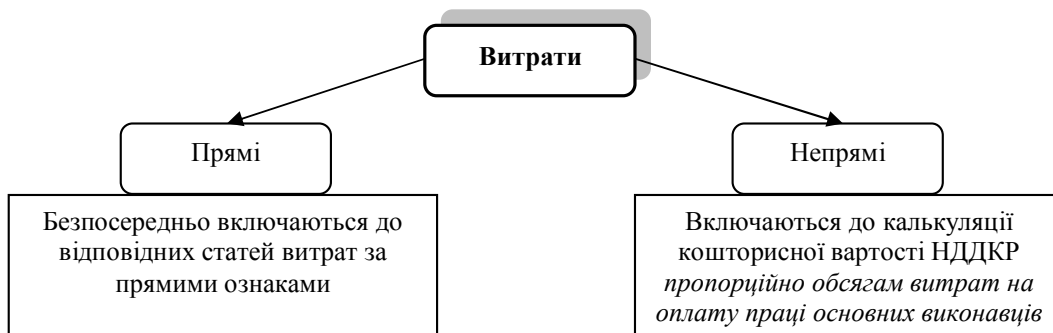 Витрати
Прямі
Безпосередньо включаються до
відповідних статей витрат за
прямими ознаками
Непрямі
Включаються до калькуляції
кошторисної вартості НДДКР
пропорційно обсягам витрат на
оплату праці основних виконавців